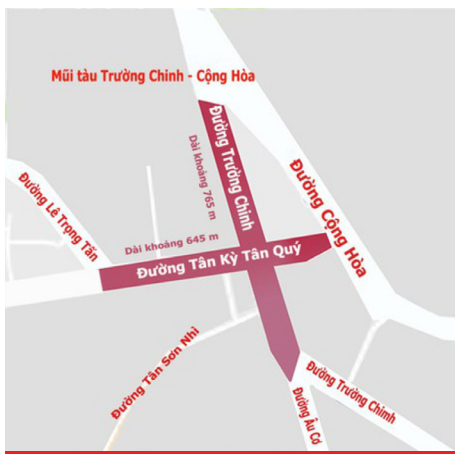 Mũi tàu Trường Chinh - Cộng Hòa
Đường Trường Chinh
Dài khoảng 765 m
Đường Cộng Hòa
Đường Lê Trọng Tấn
Dài khoảng 645 m
Đường Tân Kỳ Tân Quý
Đường Tân Sơn Nhì
Đường Trường Chimh
Đường Âu Cơ